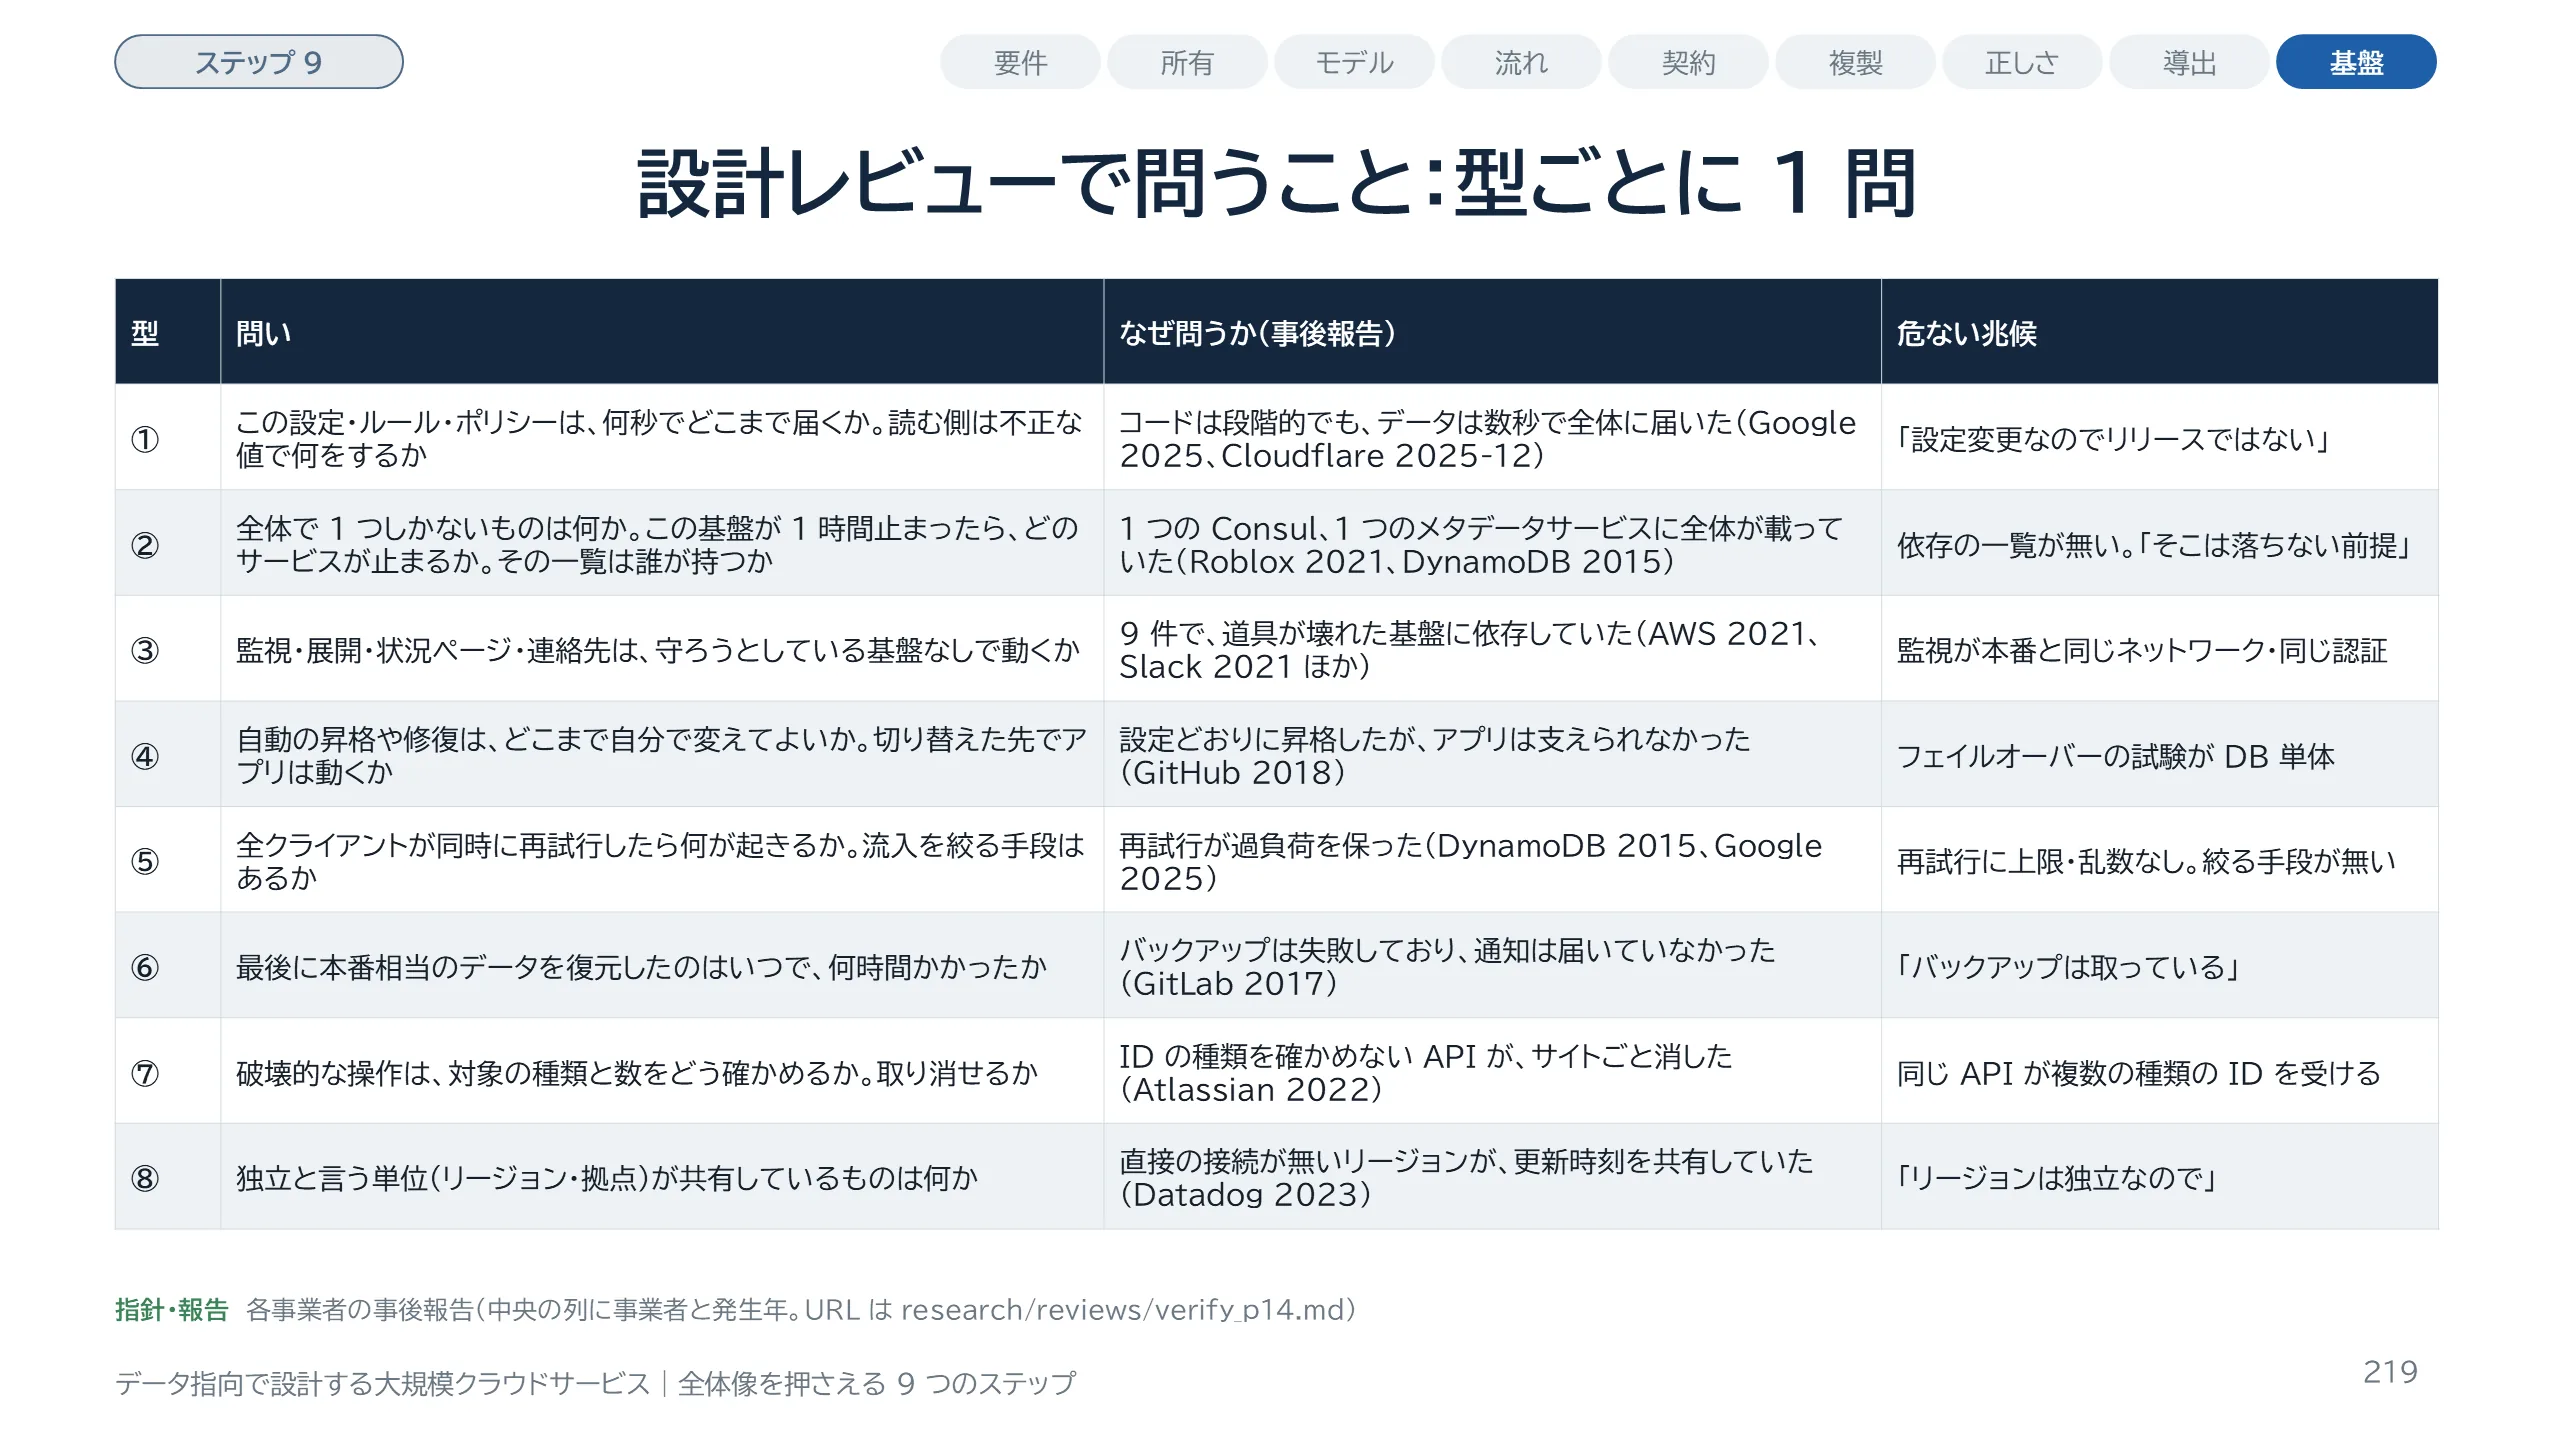 ステップ 9
要件
所有
モデル
流れ
契約
複製
正しさ
導出
基盤
設計レビューで問うこと：型ごとに 1 問
型
問い
なぜ問うか（事後報告）
危ない兆候
①
この設定・ルール・ポリシーは、何秒でどこまで届くか。読む側は不正な
値で何をするか
コードは段階的でも、データは数秒で全体に届いた（Google
2025、Cloudflare 2025-12）
「設定変更なのでリリースではない」
②
全体で 1 つしかないものは何か。この基盤が 1 時間止まったら、どの
サービスが止まるか。その一覧は誰が持つか
1 つの Consul、1 つのメタデータサービスに全体が載って
いた（Roblox 2021、DynamoDB 2015）
依存の一覧が無い。「そこは落ちない前提」
③
監視・展開・状況ページ・連絡先は、守ろうとしている基盤なしで動くか
9 件で、道具が壊れた基盤に依存していた（AWS 2021、
Slack 2021 ほか）
監視が本番と同じネットワーク・同じ認証
④
自動の昇格や修復は、どこまで自分で変えてよいか。切り替えた先でア
プリは動くか
設定どおりに昇格したが、アプリは支えられなかった
（GitHub 2018）
フェイルオーバーの試験が DB 単体
⑤
全クライアントが同時に再試行したら何が起きるか。流入を絞る手段は
あるか
再試行が過負荷を保った（DynamoDB 2015、Google
2025）
再試行に上限・乱数なし。絞る手段が無い
⑥
最後に本番相当のデータを復元したのはいつで、何時間かかったか
バックアップは失敗しており、通知は届いていなかった
（GitLab 2017）
「バックアップは取っている」
⑦
破壊的な操作は、対象の種類と数をどう確かめるか。取り消せるか
ID の種類を確かめない API が、サイトごと消した
（Atlassian 2022）
同じ API が複数の種類の ID を受ける
⑧
独立と言う単位（リージョン・拠点）が共有しているものは何か
直接の接続が無いリージョンが、更新時刻を共有していた
（Datadog 2023）
「リージョンは独立なので」
指針・報告 各事業者の事後報告（中央の列に事業者と発生年。URL は research/reviews/verify_p14.md）
データ指向で設計する大規模クラウドサービス｜全体像を押さえる 9 つのステップ
219